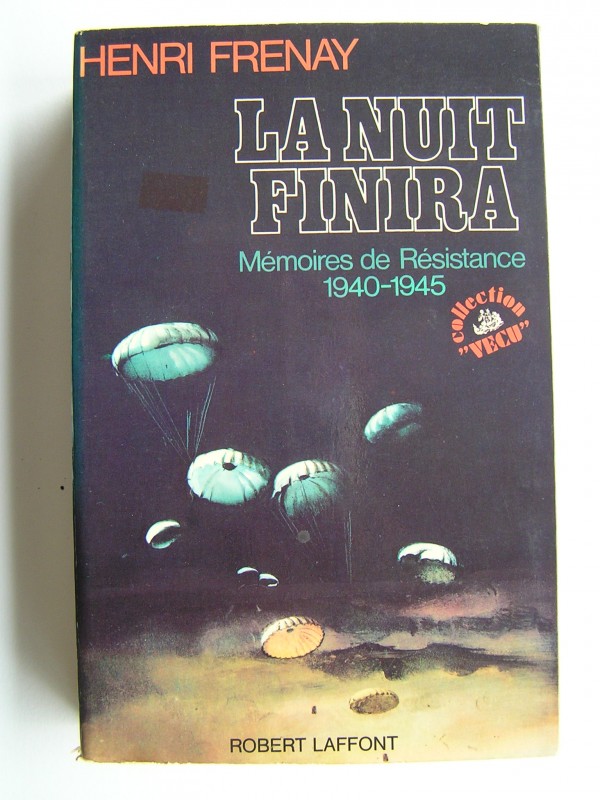 HENRI FRENAY
LA NUIT
FINIRA
Mémoires de Résistance
1940-1945
collection
"VECU"
ROBERT LAFFONT